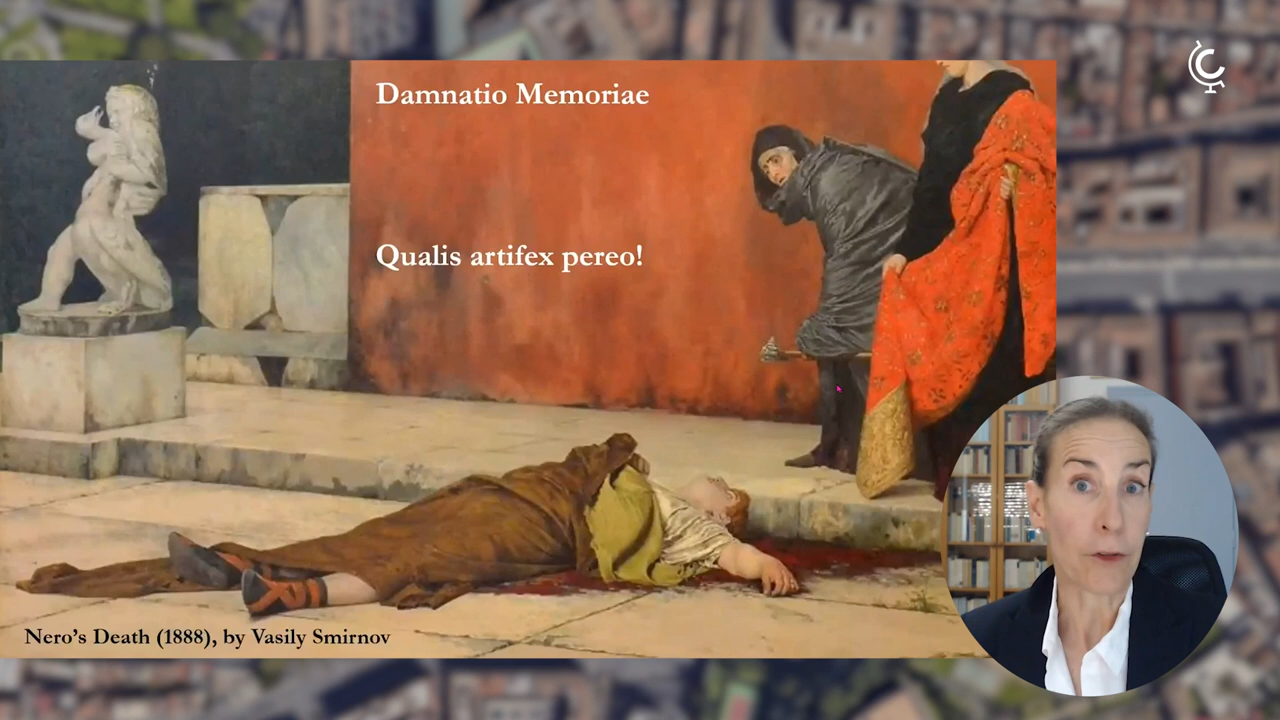 Damnatio Memoriae
Qualis artifex pereo!
Nero's Death (1888), by Vasily Smirnov